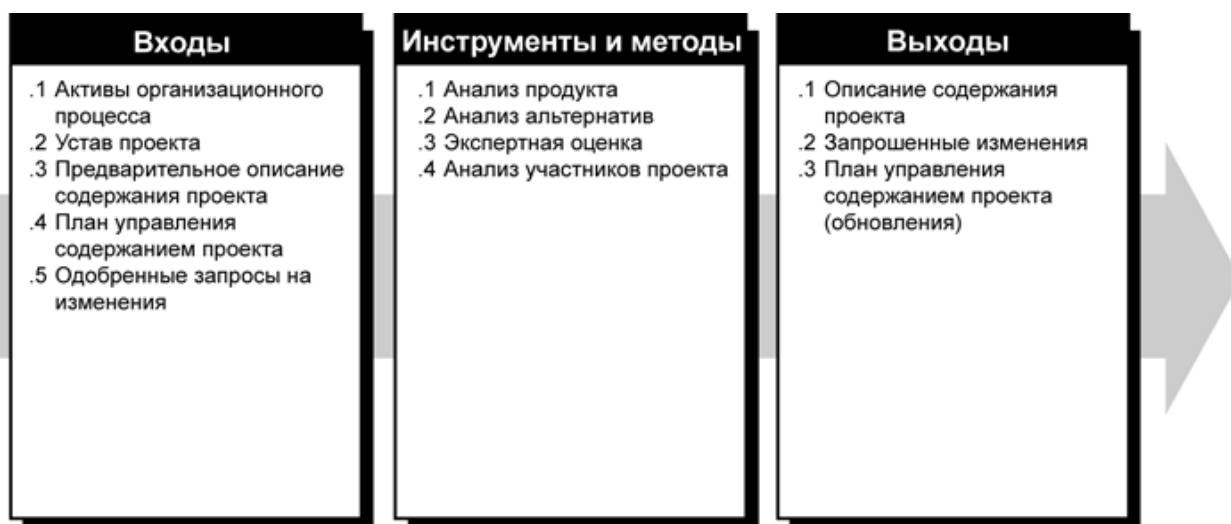 Входы
.1 Активы организационного
процесса
.2 Устав проекта
.3 Предварительное описание
содержания проекта
.4 План управления
содержанием проекта
.5 Одобренные запросы на
изменения
Инструменты и методы
.1 Анализ продукта
.2 Анализ альтернатив
.3 Экспертная оценка
.4 Анализ участников проекта
Выходы
.1 Описание содержания
проекта
.2 Запрошенные изменения
.3 План управления
содержанием проекта
(обновления)